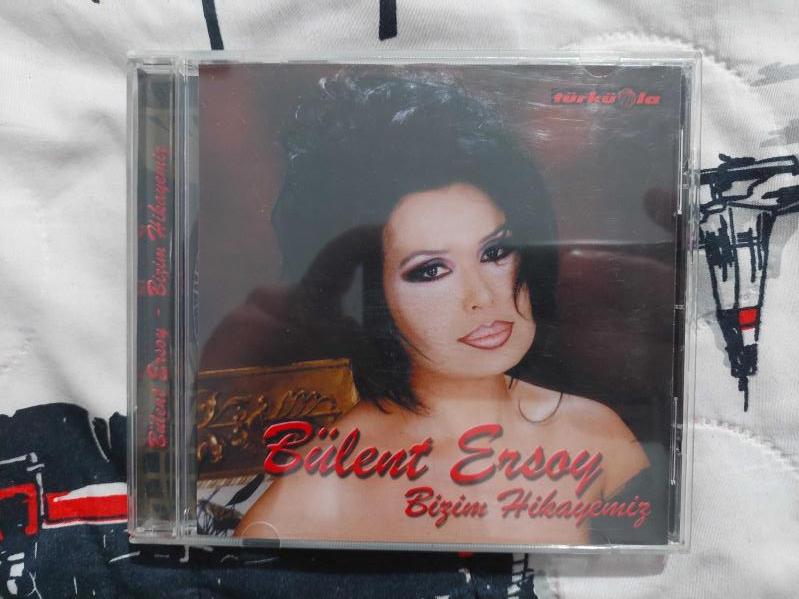 türküola
Bülent Ersoy
Bizim Hikayemiz
Bülent Ersoy - Bizim Hikayemiz